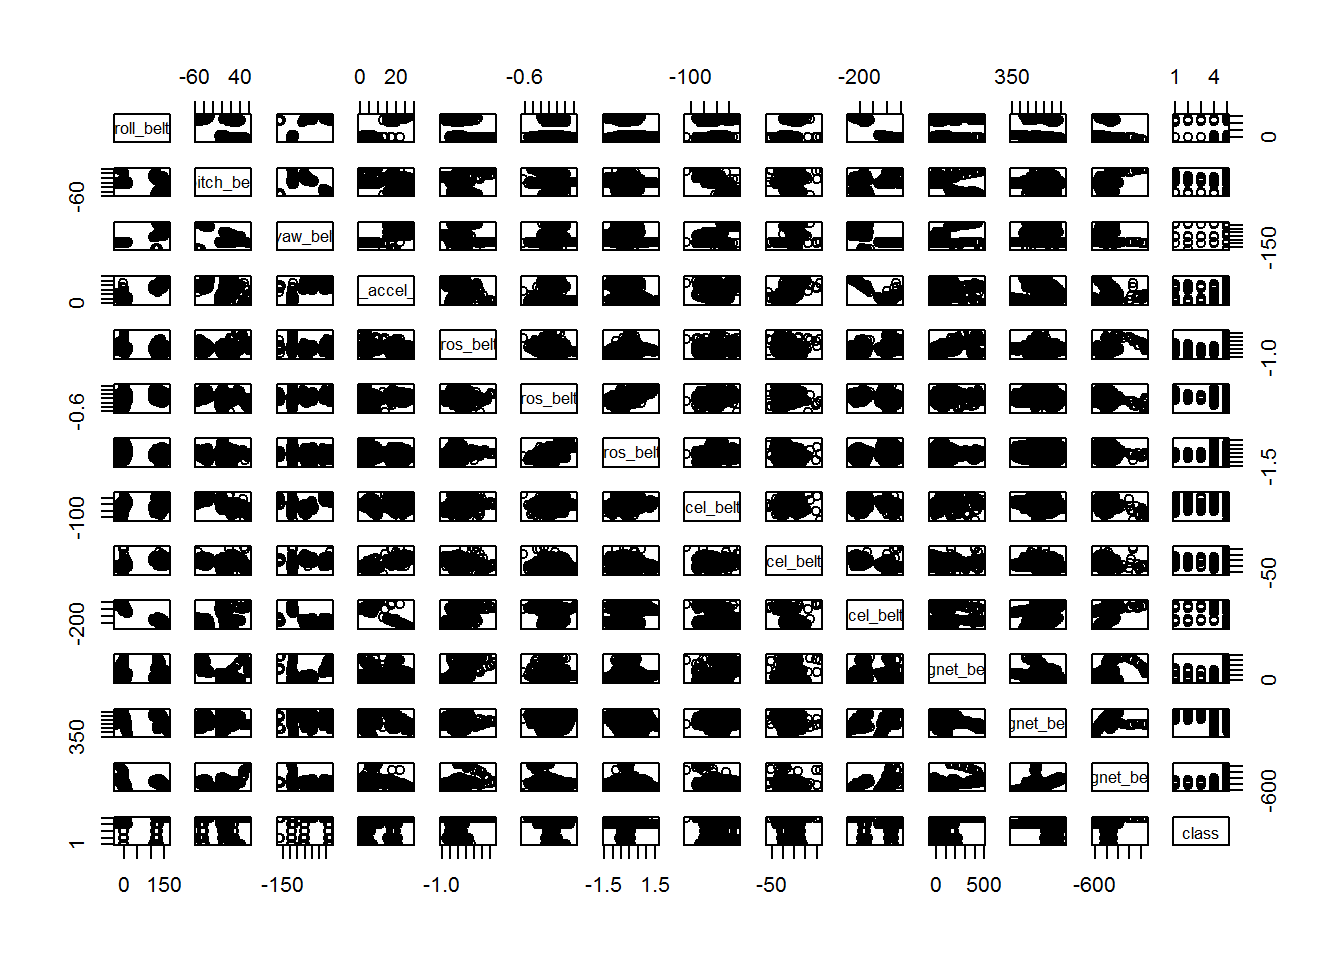 -60 40 0 20 -0.6 -100 -200 350 1 4
roll_belt 0
-60 itch_be
yaw_bel -150
0 _accel_
ros_belt -1.0
-0.6 ros_belt
ros_belt -1.5
-100 cel_belt
cel_belt -50
-200 cel_belt
gnet_be 0
350 gnet_be
gnet_be -600
1 class
0 150 -150 -1.0 -1.5 1.5 -50 0 500 -600